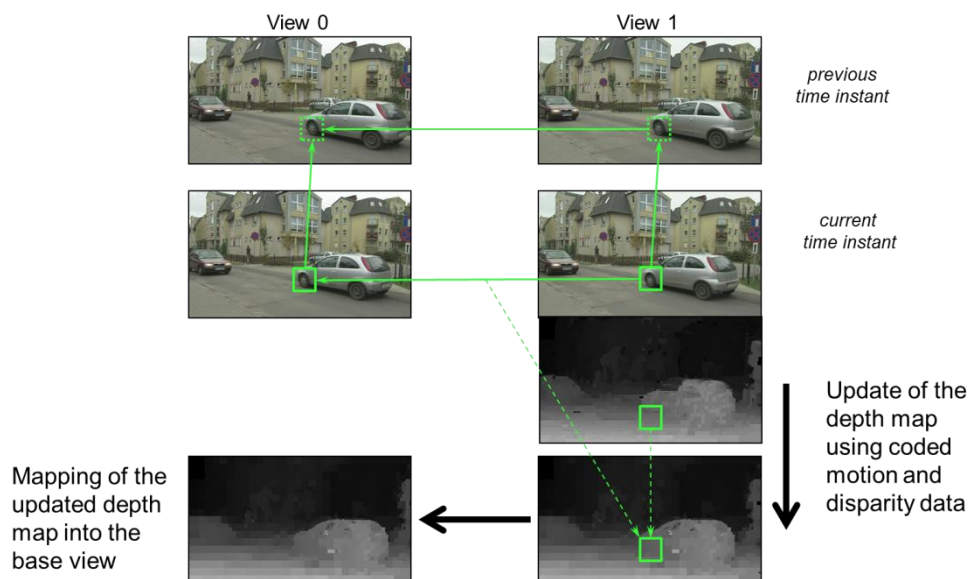 View 0
View 1
previous
time instant
current
time instant
Update of the
depth map
using coded
motion and
disparity data
Mapping of the
updated depth
map into the
base view